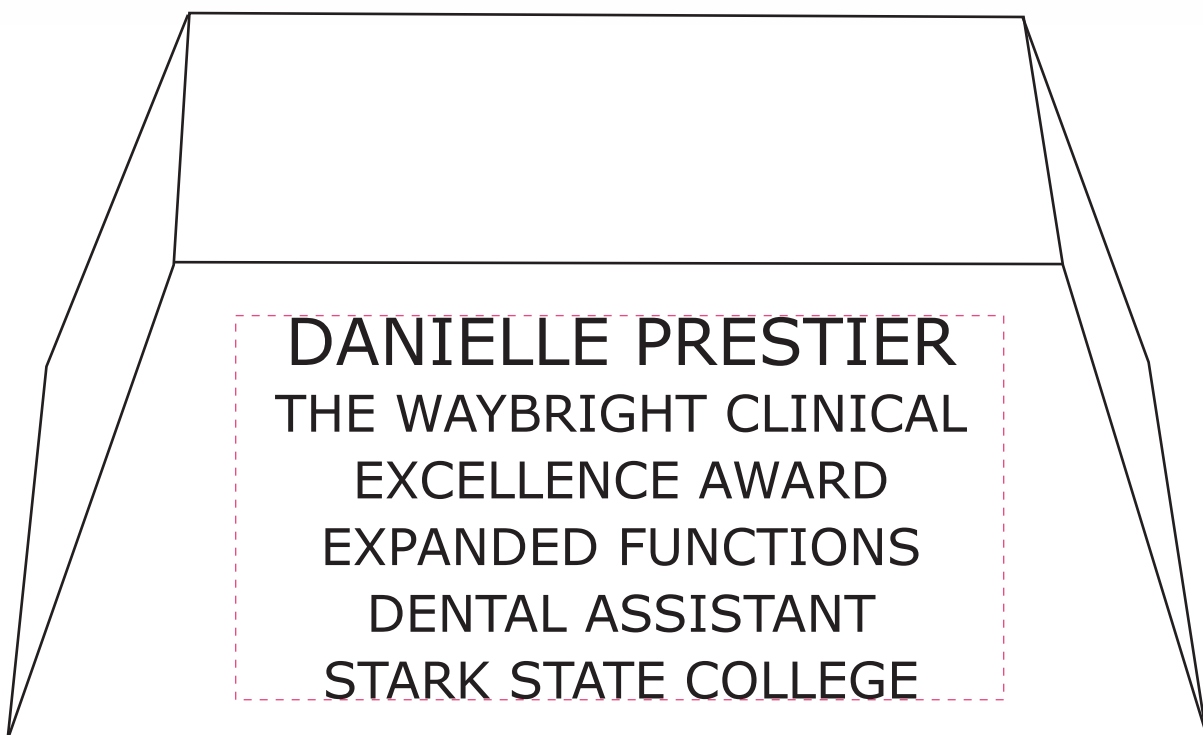 DANIELLE PRESTIER
THE WAYBRIGHT CLINICAL
EXCELLENCE AWARD
EXPANDED FUNCTIONS
DENTAL ASSISTANT
STARK STATE COLLEGE